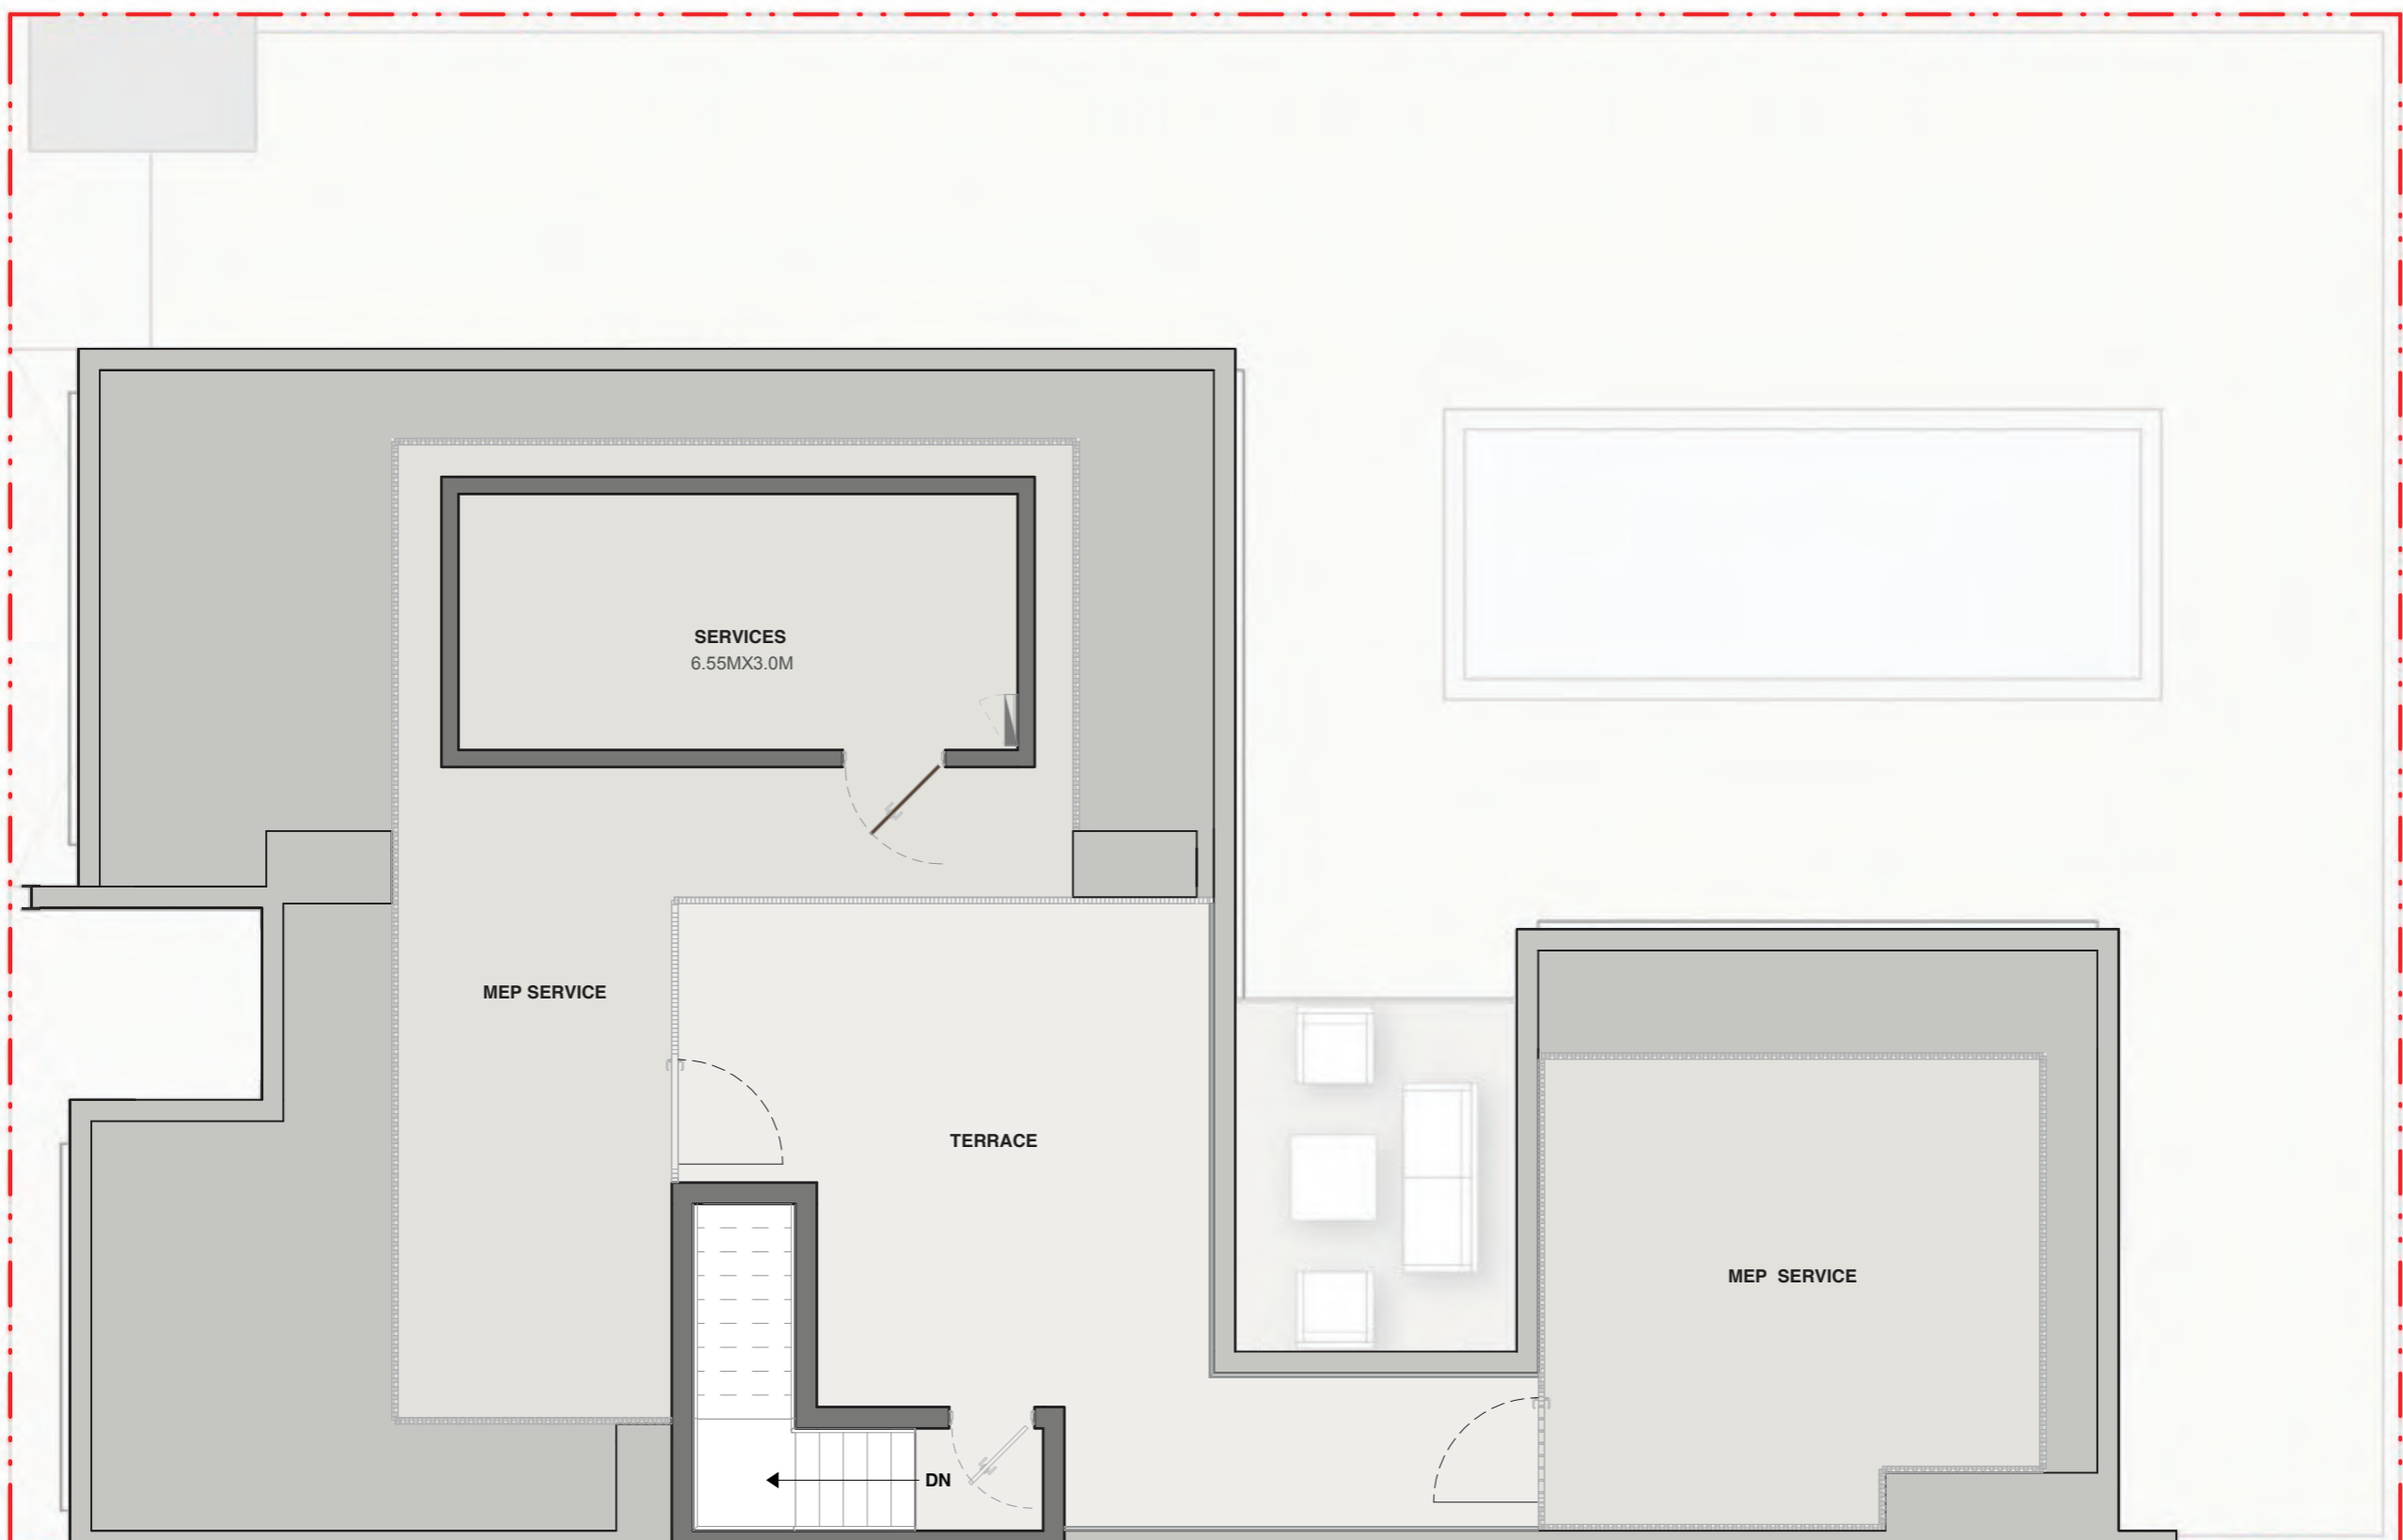 SERVICES
6.55MX3.0M
MEP SERVICE
TERRACE
MEP  SERVICE
DN